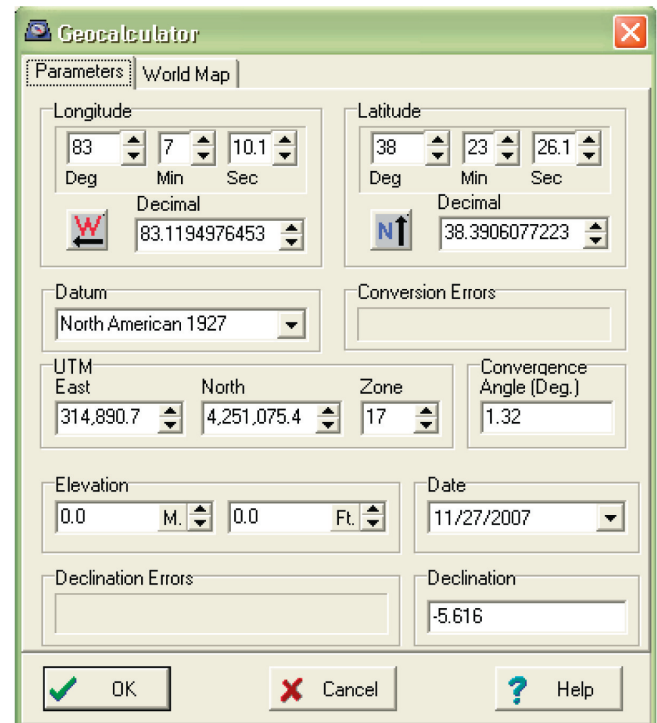 Geocalculator
Parameters World Map
Longitude Latitude
83 7 10.1 38 23 26.1
Deg Min Sec Deg Min Sec
Decimal Decimal
W 83.1194976453 N 38.3906077223
Datum Conversion Errors
North American 1927
UTM Convergence
East North Zone Angle (Deg.)
314,890.7 4,251,075.4 17 1.32
Elevation Date
0.0 M. 0.0 Ft. 11/27/2007
Declination Errors Declination
-5.616
OK Cancel ? Help